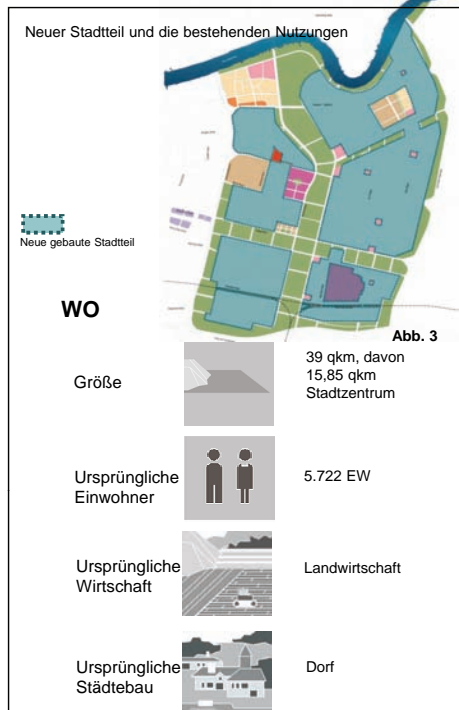 Neuer Stadtteil und die bestehenden Nutzungen
Neue gebaute Stadtteil
WO
Abb. 3
Größe
39 qkm, davon
15,85 qkm
Stadtzentrum
Ursprüngliche
Einwohner
5.722 EW
Ursprüngliche
Wirtschaft
Landwirtschaft
Ursprüngliche
Städtebau
Dorf